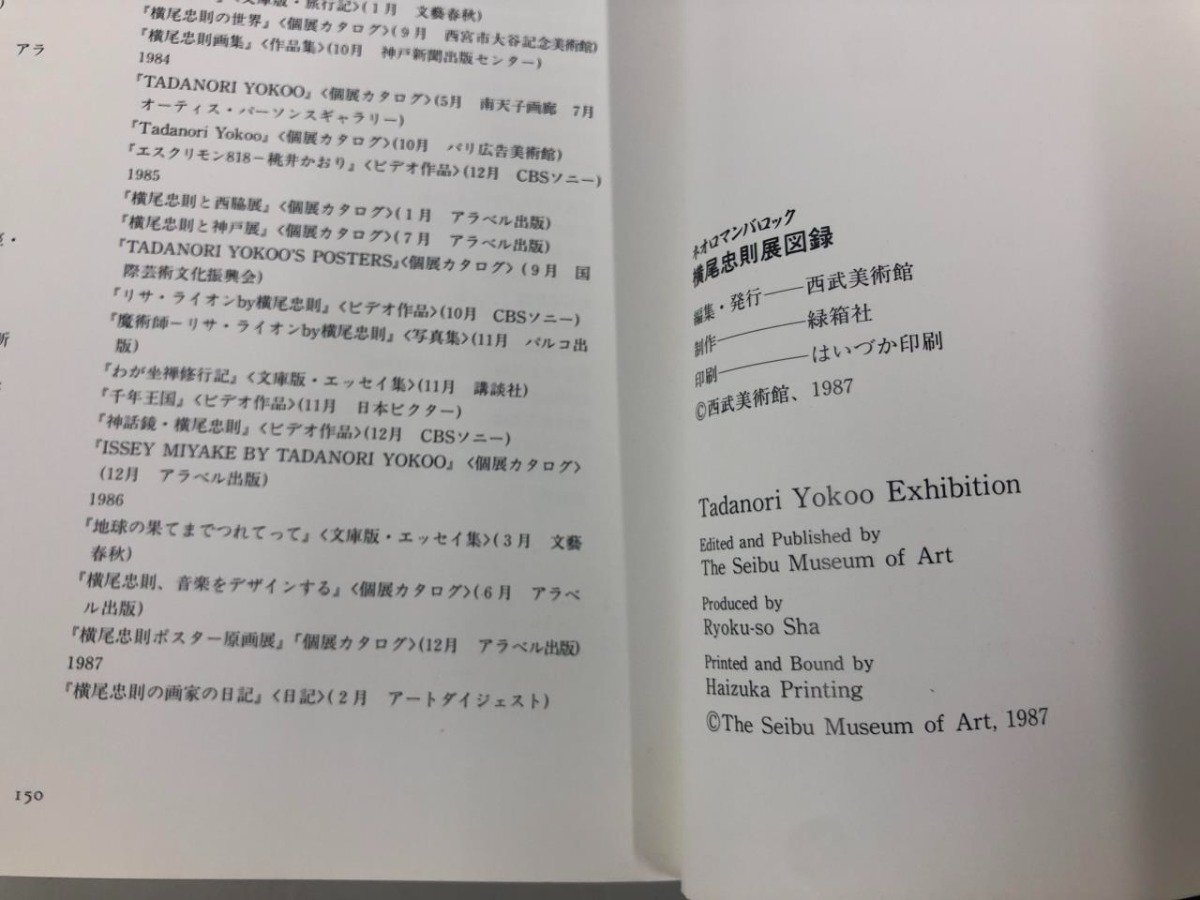 アラ
・旅行記〉(1月　文藝春秋)
『横尾忠則の世界』〈個展カタログ〉(9月　西宮市大谷記念美術館)
『横尾忠則画集』〈作品集〉(10月　神戸新聞出版センター)
1984
『TADANORI YOKOO』〈個展カタログ〉(5月　南天子画廊　7月
オーティス・パーソンスギャラリー)
『Tadanori Yokoo』〈個展カタログ〉(10月　パリ広告美術館)
『エスクリモン818－桃井かおり』〈ビデオ作品〉(12月　CBSソニー)
1985
『横尾忠則と西脇展』〈個展カタログ〉(1月　アラベル出版)
『横尾忠則と神戸展』〈個展カタログ〉(7月　アラベル出版)
『TADANORI YOKOO'S POSTERS』〈個展カタログ〉(9月　国
際芸術文化振興会)
『リサ・ライオンby横尾忠則』〈ビデオ作品〉(10月　CBSソニー)
『魔術師－リサ・ライオンby横尾忠則』〈写真集〉(11月　パルコ出
版)
『わが坐禅修行記』〈文庫版・エッセイ集〉(11月　講談社)
『千年王国』〈ビデオ作品〉(11月　日本ビクター)
『神話鏡・横尾忠則』〈ビデオ作品〉(12月　CBSソニー)
『ISSEY MIYAKE BY TADANORI YOKOO』〈個展カタログ〉
(12月　アラベル出版)
1986
『地球の果てまでつれてって』〈文庫版・エッセイ集〉(3月　文藝
春秋)
『横尾忠則、音楽をデザインする』〈個展カタログ〉(6月　アラベ
ル出版)
『横尾忠則ポスター原画展』「個展カタログ〉(12月　アラベル出版)
1987
『横尾忠則の画家の日記』〈日記〉(2月　アートダイジェスト)
150
ネオロマンバロック
横尾忠則展図録
編集・発行――西武美術館
制作――――緑箱社
印刷――――はいづか印刷
©西武美術館、1987
Tadanori Yokoo Exhibition
Edited and Published by
The Seibu Museum of Art
Produced by
Ryoku-so Sha
Printed and Bound by
Haizuka Printing
©The Seibu Museum of Art, 1987